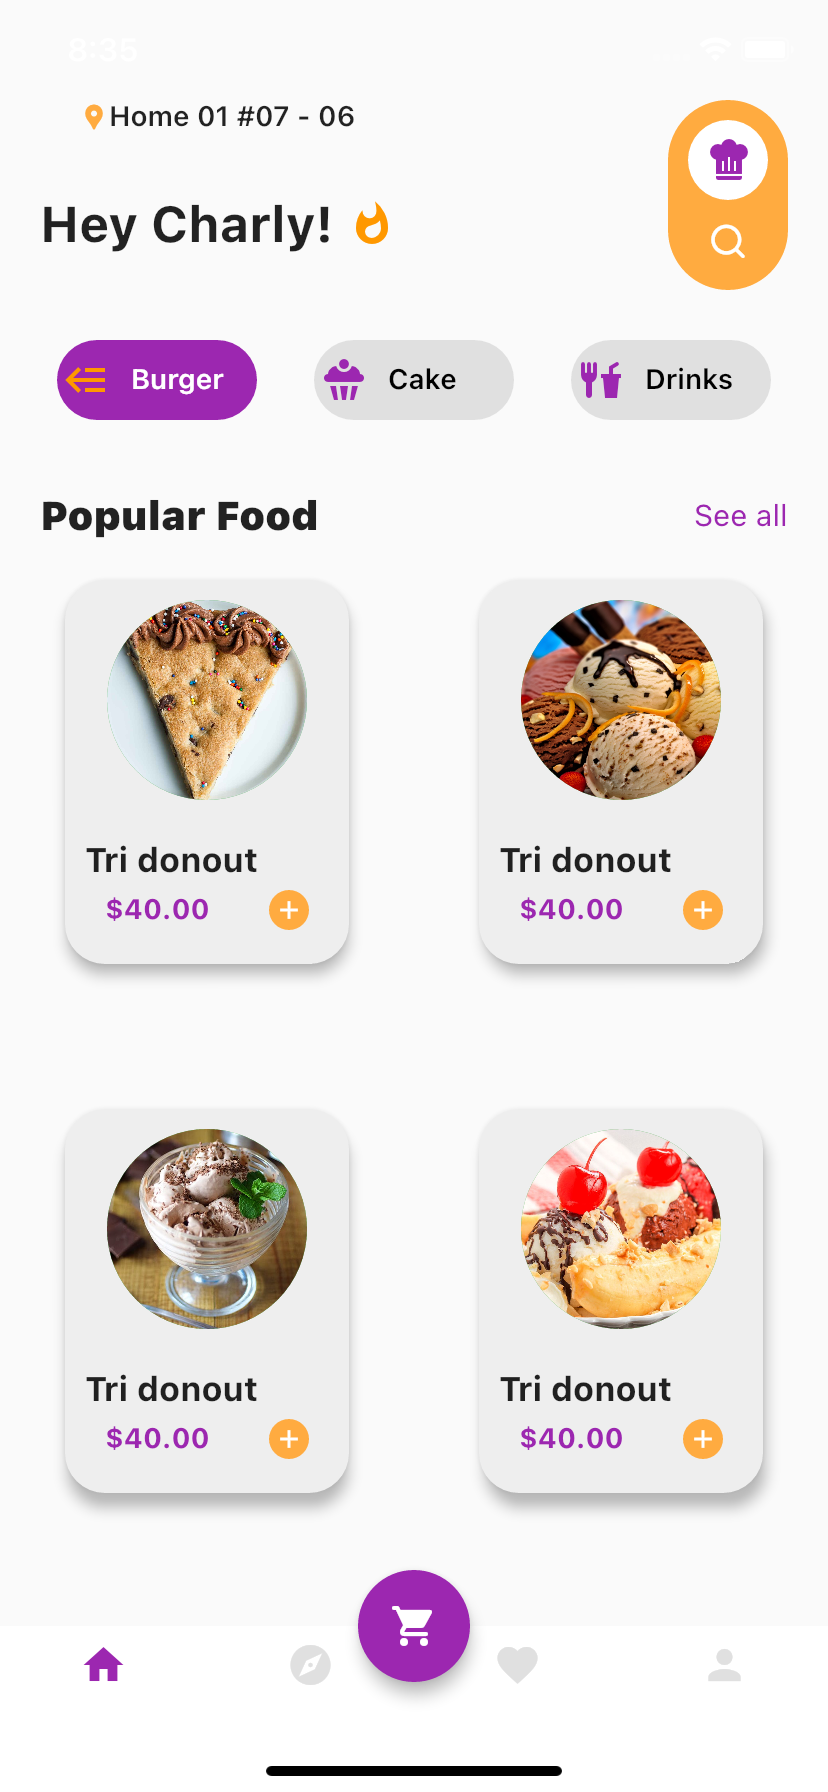 8:35
Home 01 #07 - 06
Hey Charly!
Burger
Cake
Drinks
Popular Food
See all
Tri donout
$40.00
Tri donout
$40.00
Tri donout
$40.00
Tri donout
$40.00